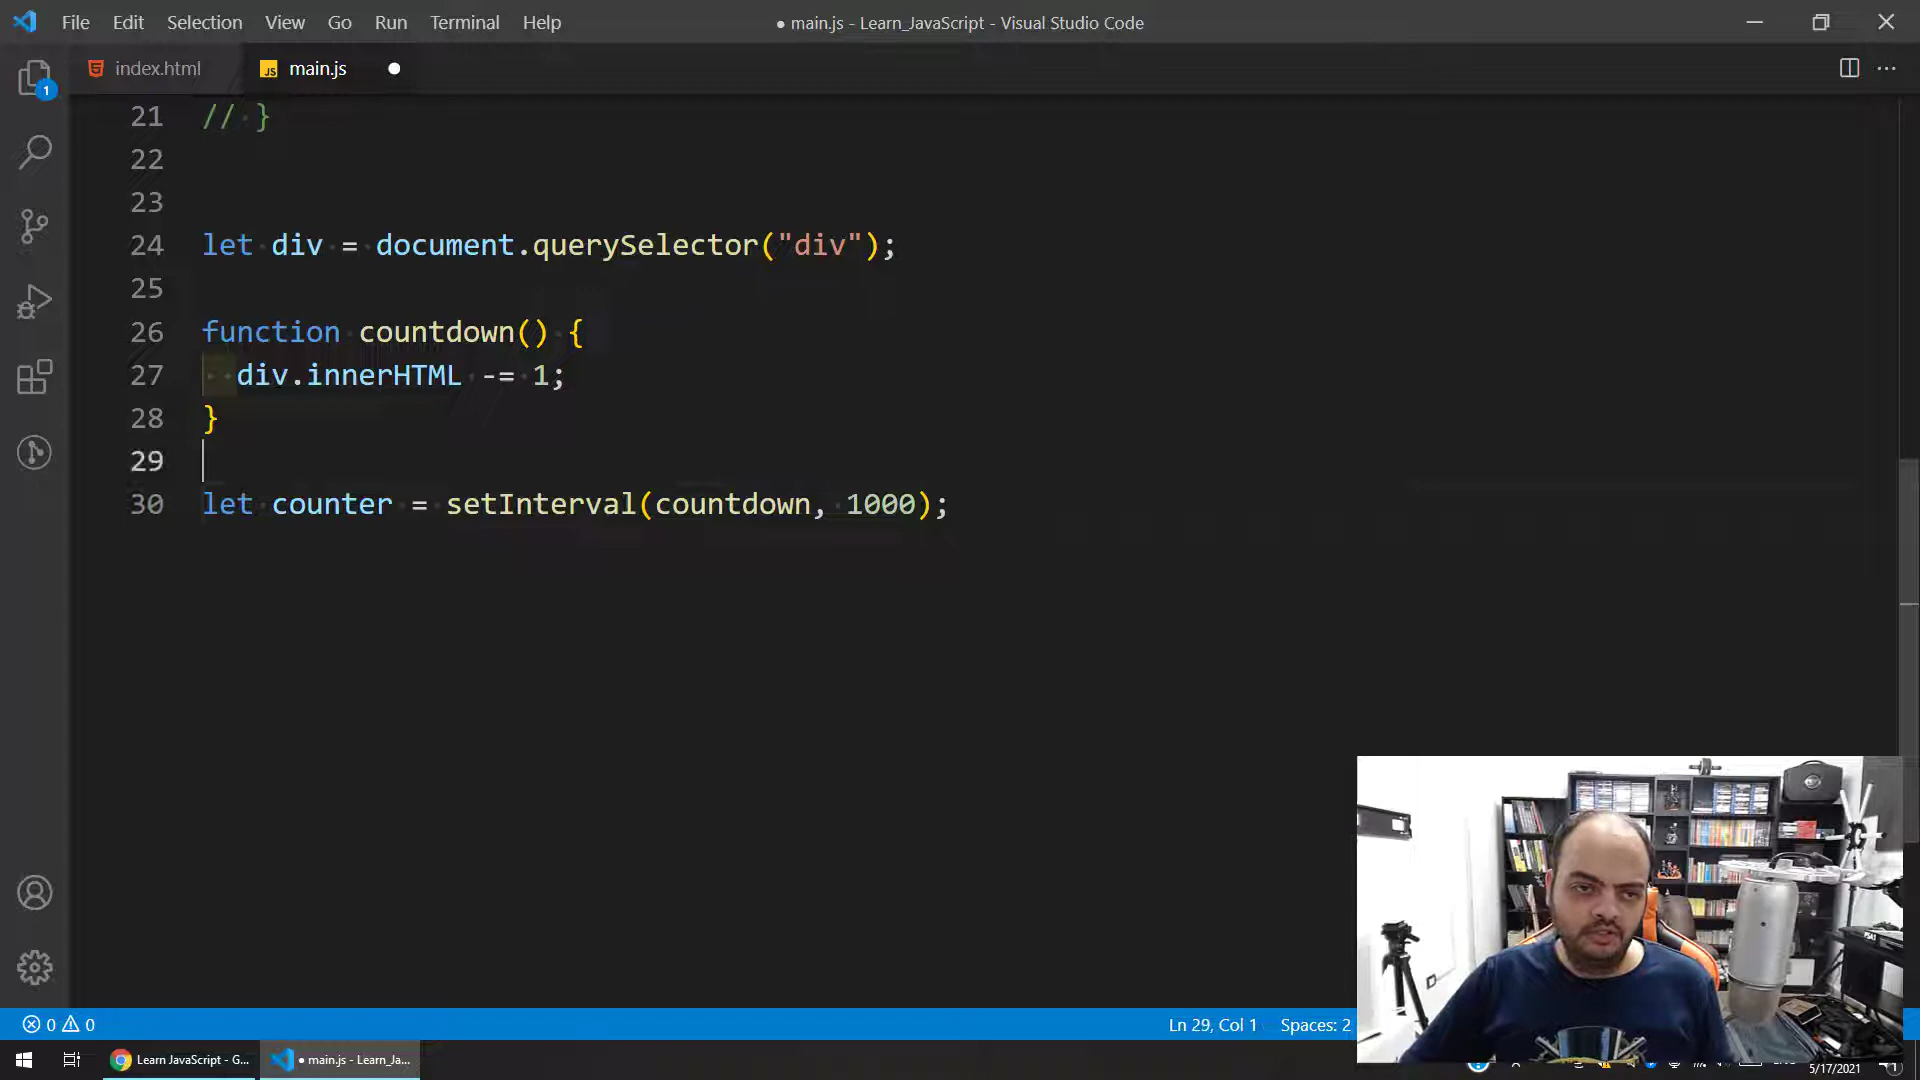 File Edit Selection View Go Run Terminal Help
● main.js - Learn_JavaScript - Visual Studio Code
index.html
JS main.js
1
21 // }
22
23
24 let div = document.querySelector("div");
25
26 function countdown() {
27 div.innerHTML -= 1;
28 }
29
30 let counter = setInterval(countdown, 1000);
0 0
Ln 29, Col 1 Spaces: 2
Learn JavaScript - G...
● main.js - Learn_Ja...
5/17/2021